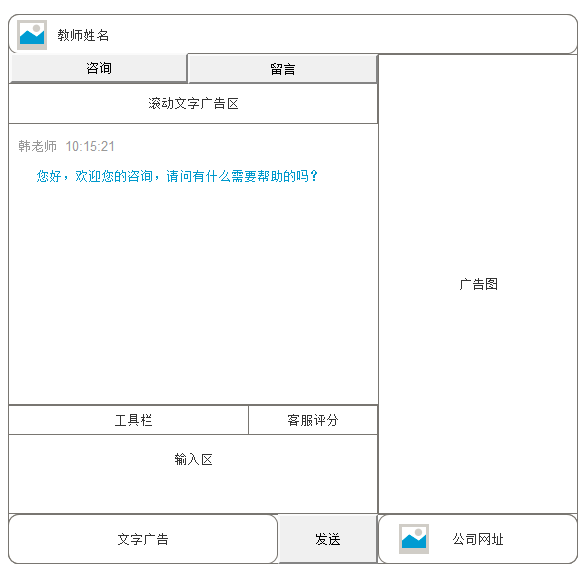 教师姓名
咨询
留言
滚动文字广告区
韩老师 10:15:21
您好，欢迎您的咨询，请问有什么需要帮助的吗？
广告图
工具栏
客服评分
输入区
文字广告
发送
公司网址